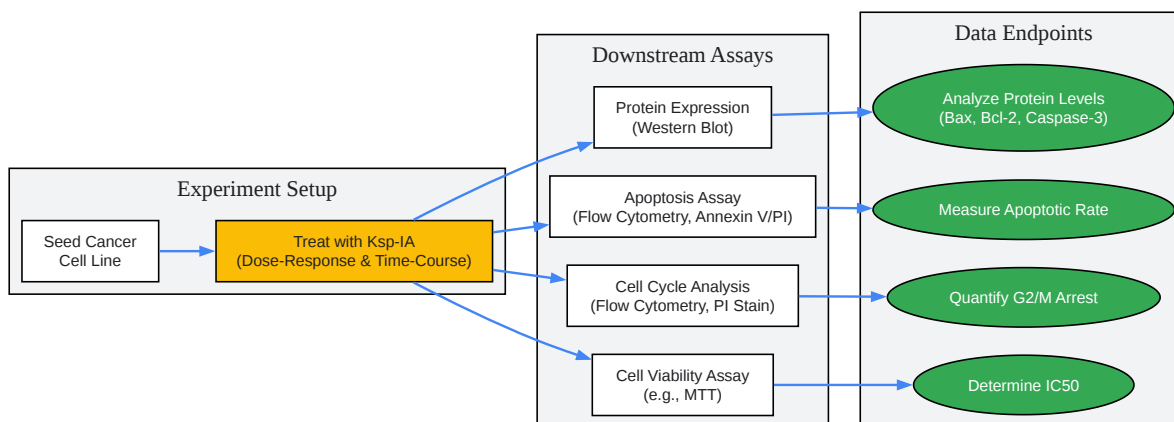 Experiment Setup
Seed Cancer
Cell Line
Treat with Ksp-IA
(Dose-Response & Time-Course)
Downstream Assays
Protein Expression
(Western Blot)
Apoptosis Assay
(Flow Cytometry, Annexin V/PI)
Cell Cycle Analysis
(Flow Cytometry, PI Stain)
Cell Viability Assay
(e.g., MTT)
Data Endpoints
Analyze Protein Levels
(Bax, Bcl-2, Caspase-3)
Measure Apoptotic Rate
Quantify G2/M Arrest
Determine IC50